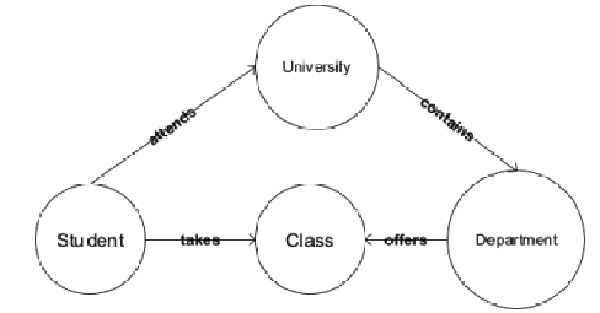 University
attends
contains
Student
takes
Class
offers
Department